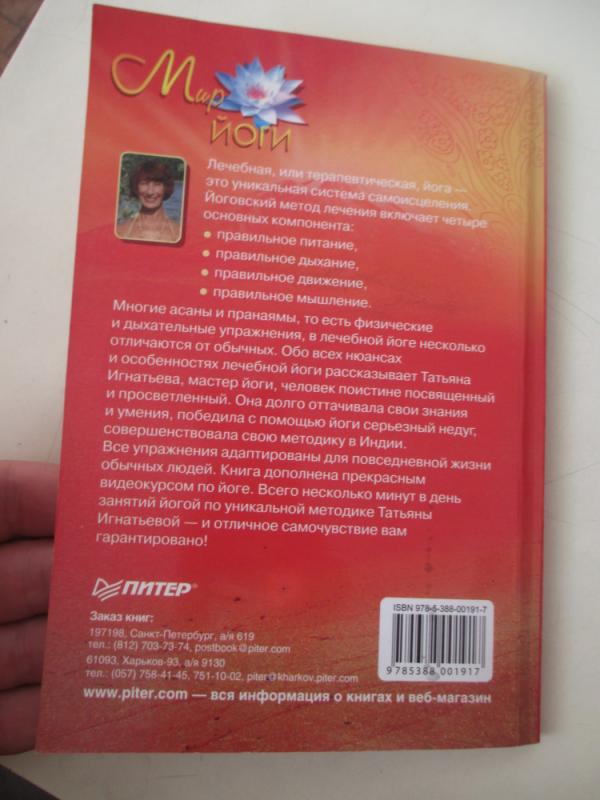 Мир
йоги
Лечебная, или терапевтическая, йога —
это уникальная система самоисцеления.
Йоговский метод лечения включает четыре
основных компонента:
• правильное питание,
• правильное дыхание,
• правильное движение,
• правильное мышление.
Многие асаны и пранаямы, то есть физические
и дыхательные упражнения, в лечебной йоге несколько
отличаются от обычных. Обо всех нюансах
и особенностях лечебной йоги рассказывает Татьяна
Игнатьева, мастер йоги, человек поистине посвященный
и просветленный. Она долго оттачивала свои знания
и умения, победила с помощью йоги серьезный недуг,
совершенствовала свою методику в Индии.
Все упражнения адаптированы для повседневной жизни
обычных людей. Книга дополнена прекрасным
видеокурсом по йоге. Всего несколько минут в день
занятий йогой по уникальной методике Татьяны
Игнатьевой — и отличное самочувствие вам
гарантировано!
ПИТЕР®
Заказ книг:
197198, Санкт-Петербург, а/я 619
тел.: (812) 703-73-74, postbook@piter.com
61093, Харьков-93, а/я 9130
тел.: (057) 758-41-45, 751-10-02, piter@kharkov.piter.com
www.piter.com — вся информация о книгах и веб-магазин
ISBN 978-5-388-00191-7
9 785388 001917